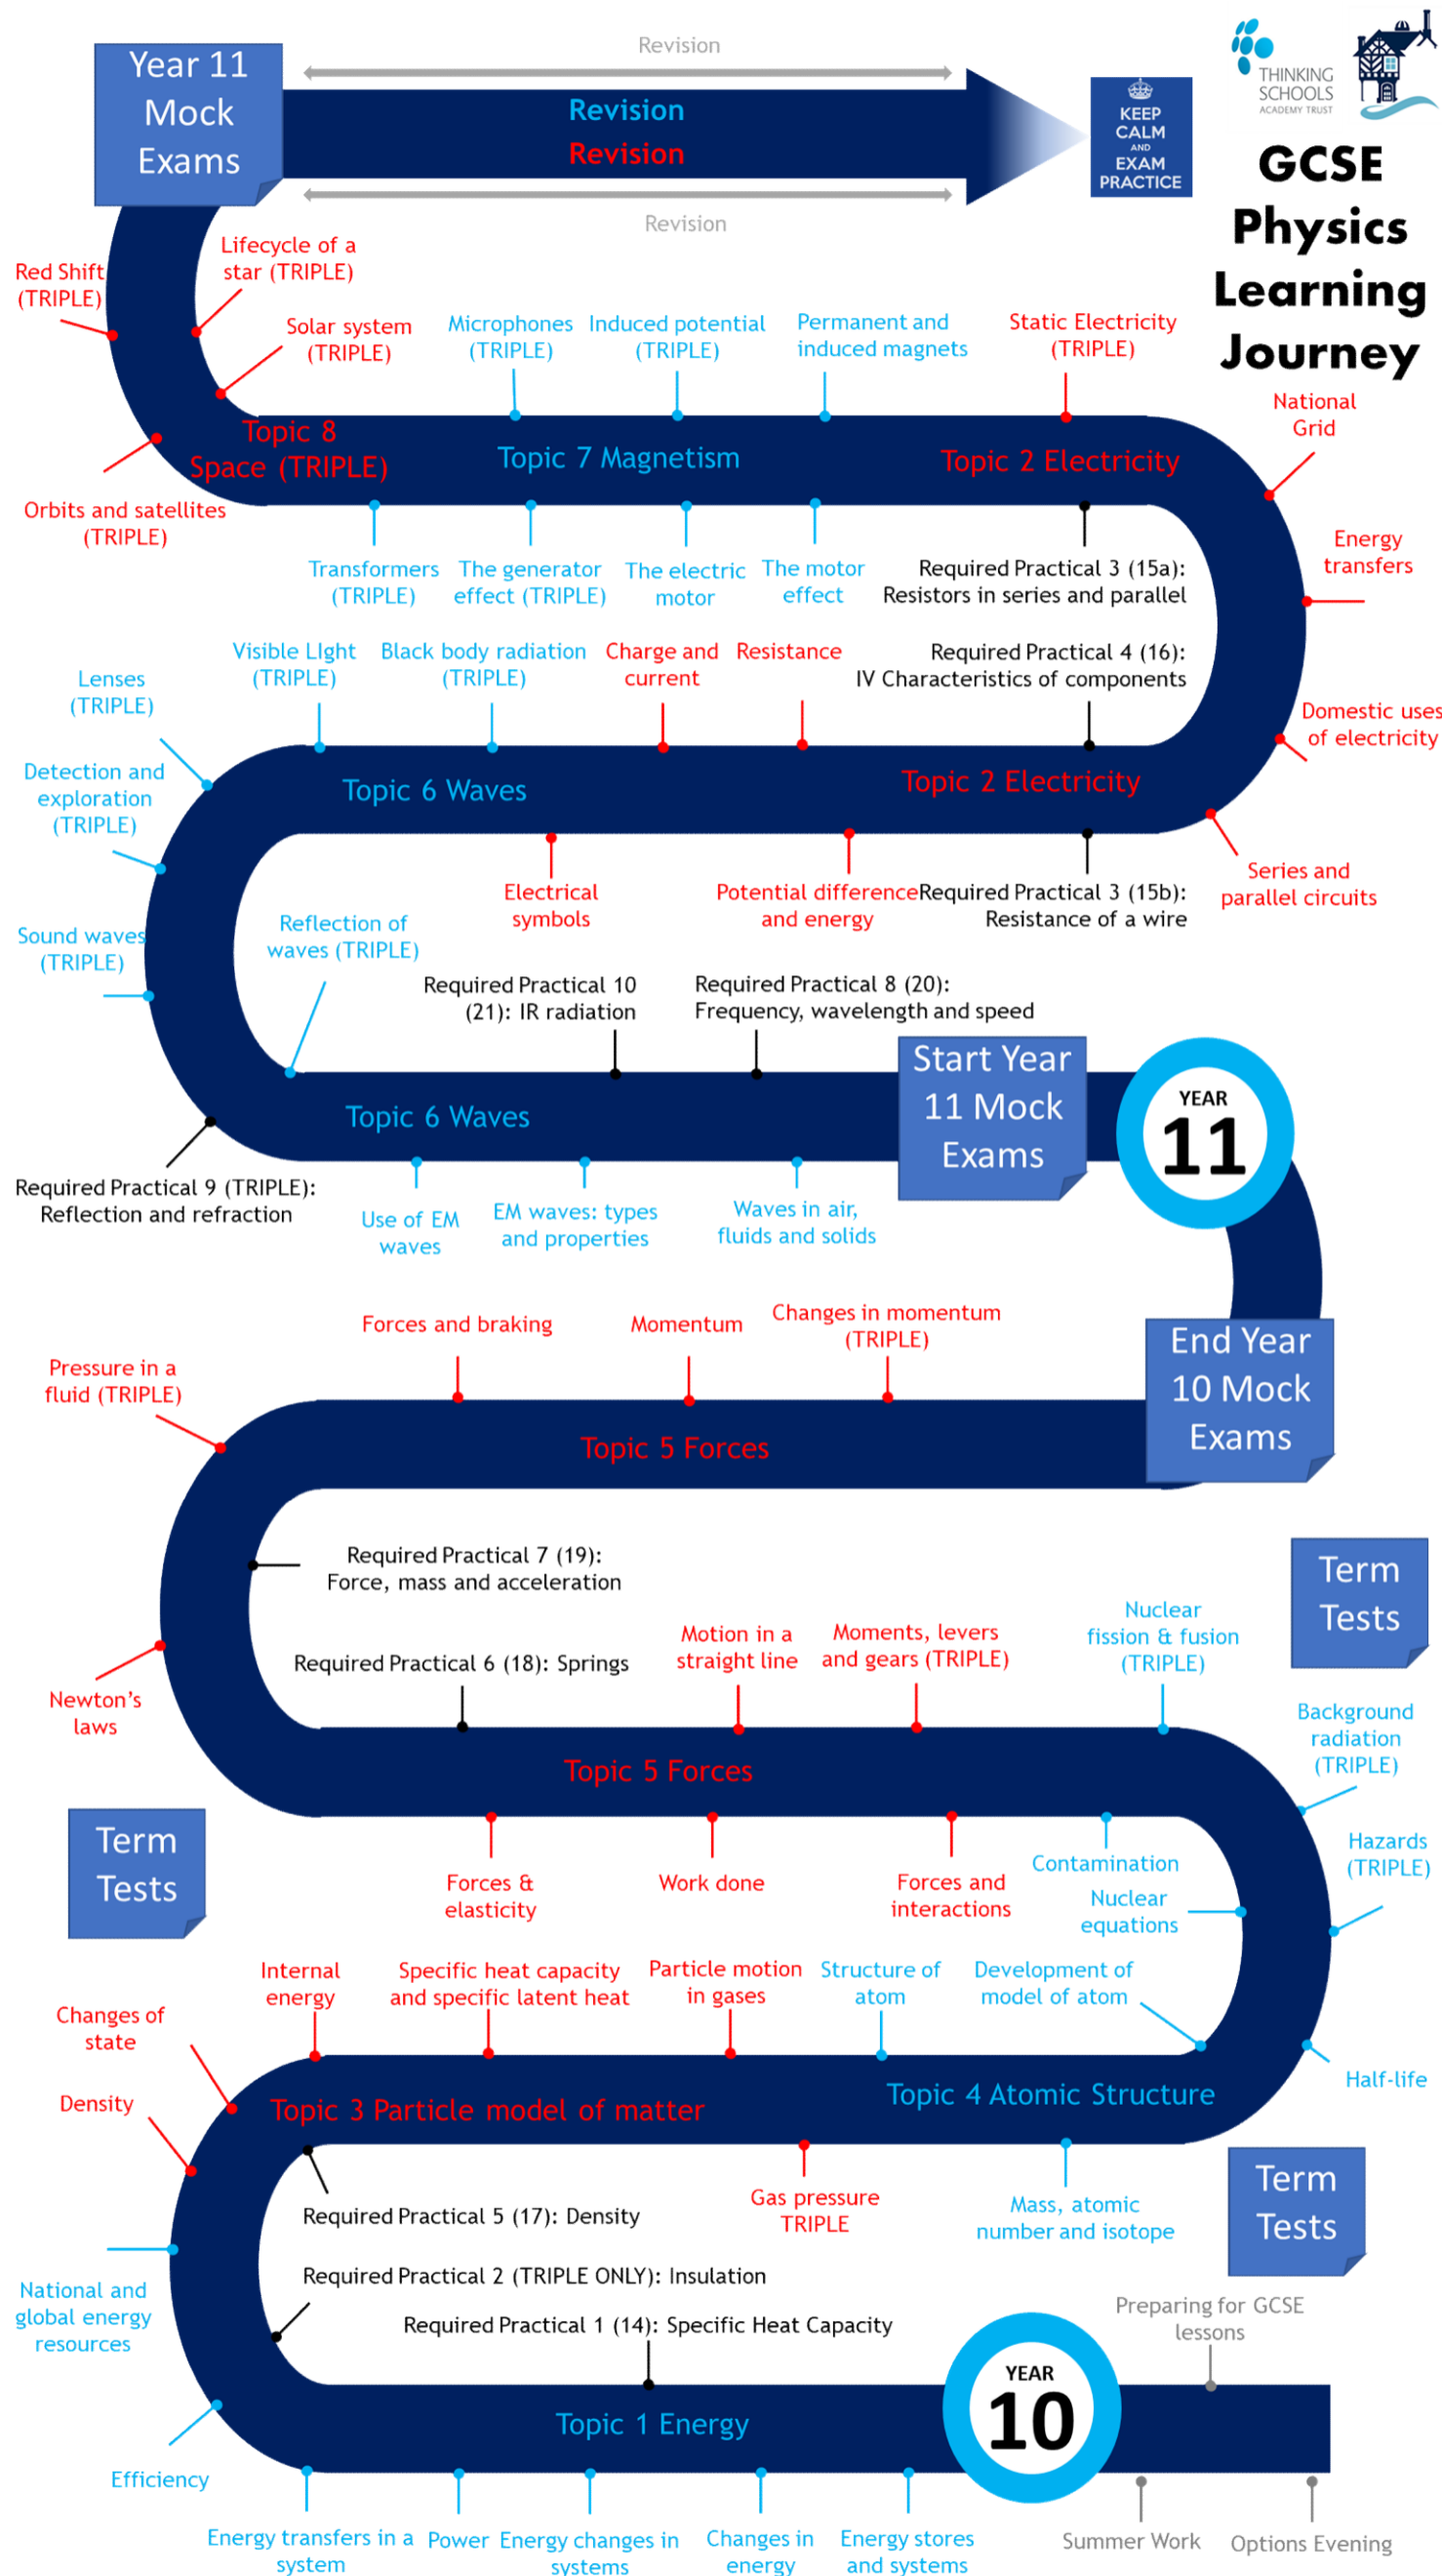 Year 11
Mock
Exams
Revision
Revision
Revision
Revision
KEEP
CALM
AND
EXAM
PRACTICE
THINKING
SCHOOLS
ACADEMY TRUST
GCSE
Physics
Learning
Journey
Red Shift
(TRIPLE)
Lifecycle of a
star (TRIPLE)
Solar system
(TRIPLE)
Microphones
(TRIPLE)
Induced potential
(TRIPLE)
Permanent and
induced magnets
Static Electricity
(TRIPLE)
National
Grid
Topic 8
Space (TRIPLE)
Topic 7 Magnetism
Topic 2 Electricity
Orbits and satellites
(TRIPLE)
Transformers
(TRIPLE)
The generator
effect (TRIPLE)
The electric
motor
The motor
effect
Required Practical 3 (15a):
Resistors in series and parallel
Energy
transfers
Lenses
(TRIPLE)
Visible LIght
(TRIPLE)
Black body radiation
(TRIPLE)
Charge and
current
Resistance
Required Practical 4 (16):
IV Characteristics of components
Domestic uses
of electricity
Detection and
exploration
(TRIPLE)
Topic 6 Waves
Topic 2 Electricity
Electrical
symbols
Potential difference
and energy
Required Practical 3 (15b):
Resistance of a wire
Series and
parallel circuits
Sound waves
(TRIPLE)
Reflection of
waves (TRIPLE)
Required Practical 10
(21): IR radiation
Required Practical 8 (20):
Frequency, wavelength and speed
Start Year
11 Mock
Exams
YEAR
11
Topic 6 Waves
Required Practical 9 (TRIPLE):
Reflection and refraction
Use of EM
waves
EM waves: types
and properties
Waves in air,
fluids and solids
Forces and braking
Momentum
Changes in momentum
(TRIPLE)
End Year
10 Mock
Exams
Pressure in a
fluid (TRIPLE)
Topic 5 Forces
Required Practical 7 (19):
Force, mass and acceleration
Term
Tests
Required Practical 6 (18): Springs
Motion in a
straight line
Moments, levers
and gears (TRIPLE)
Nuclear
fission & fusion
(TRIPLE)
Newton's
laws
Background
radiation
(TRIPLE)
Topic 5 Forces
Term
Tests
Forces &
elasticity
Work done
Forces and
interactions
Contamination
Nuclear
equations
Hazards
(TRIPLE)
Changes of
state
Internal
energy
Specific heat capacity
and specific latent heat
Particle motion
in gases
Structure of
atom
Development of
model of atom
Half-life
Density
Topic 3 Particle model of matter
Topic 4 Atomic Structure
Required Practical 5 (17): Density
Gas pressure
TRIPLE
Mass, atomic
number and isotope
Term
Tests
Required Practical 2 (TRIPLE ONLY): Insulation
National and
global energy
resources
Required Practical 1 (14): Specific Heat Capacity
Preparing for GCSE
lessons
YEAR
10
Topic 1 Energy
Efficiency
Energy transfers in a
system
Power
Energy changes in
systems
Changes in
energy
Energy stores
and systems
Summer Work
Options Evening